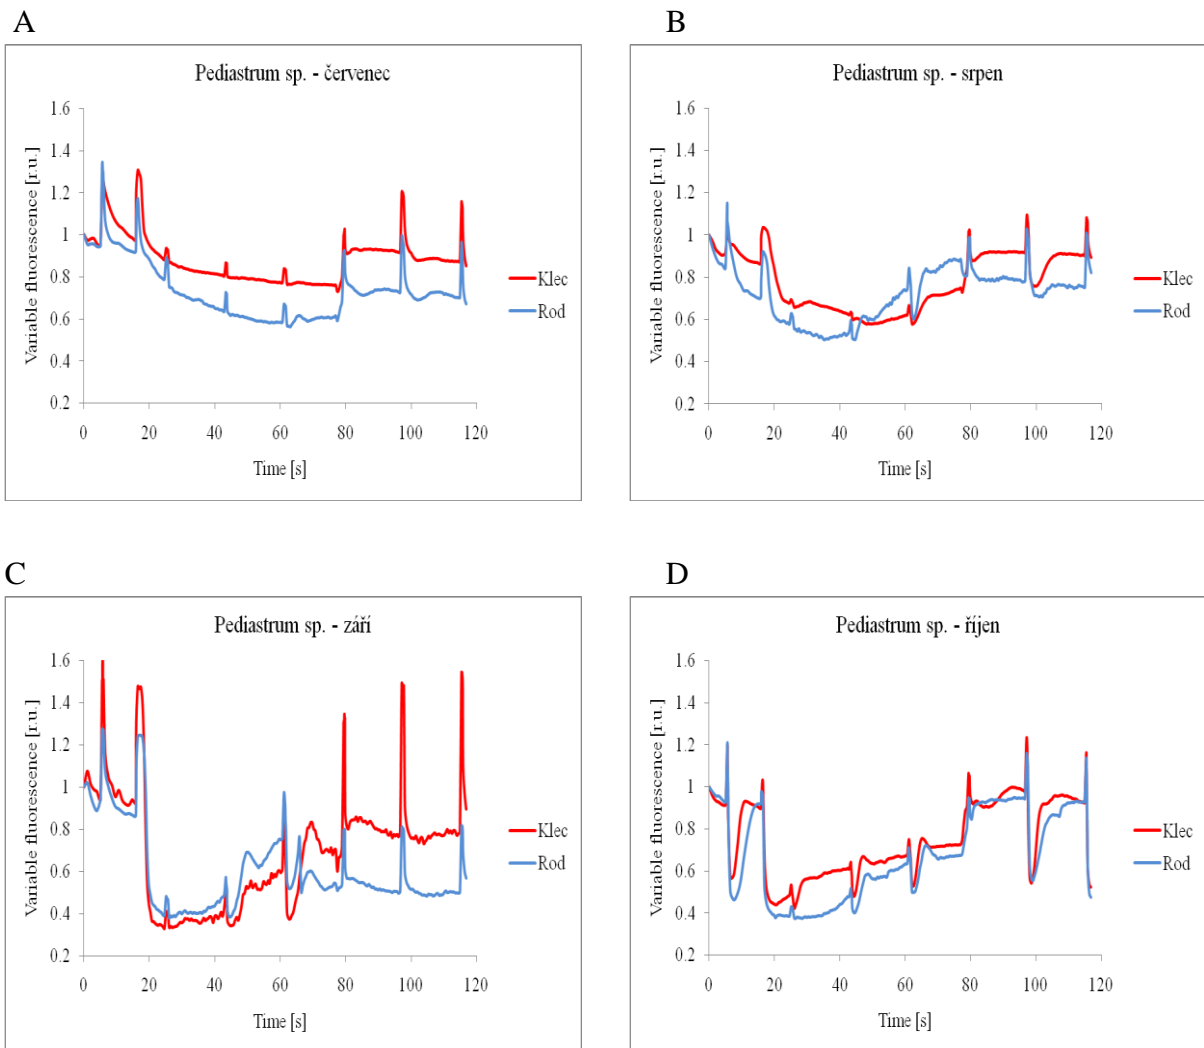 A
Pediastrum sp. - červenec
Variable fluorescence [r.u.]
1.6
1.4
1.2
1
0.8
0.6
0.4
0.2
0 20 40 60 80 100 120
Time [s]
Klec
Rod
B
Pediastrum sp. - srpen
Variable fluorescence [r.u.]
1.6
1.4
1.2
1
0.8
0.6
0.4
0.2
0 20 40 60 80 100 120
Time [s]
Klec
Rod
C
Pediastrum sp. - září
Variable fluorescence [r.u.]
1.6
1.4
1.2
1
0.8
0.6
0.4
0.2
0 20 40 60 80 100 120
Time [s]
Klec
Rod
D
Pediastrum sp. - říjen
Variable fluorescence [r.u.]
1.6
1.4
1.2
1
0.8
0.6
0.4
0.2
0 20 40 60 80 100 120
Time [s]
Klec
Rod